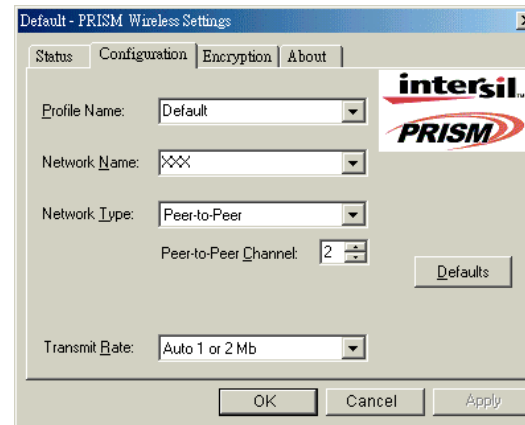 Default - PRISM Wireless Settings
Status Configuration Encryption About
intersil™
PRISM
Profile Name: Default
Network Name: XXX
Network Type: Peer-to-Peer
Peer-to-Peer Channel: 2
Defaults
Transmit Rate: Auto 1 or 2 Mb
OK Cancel Apply